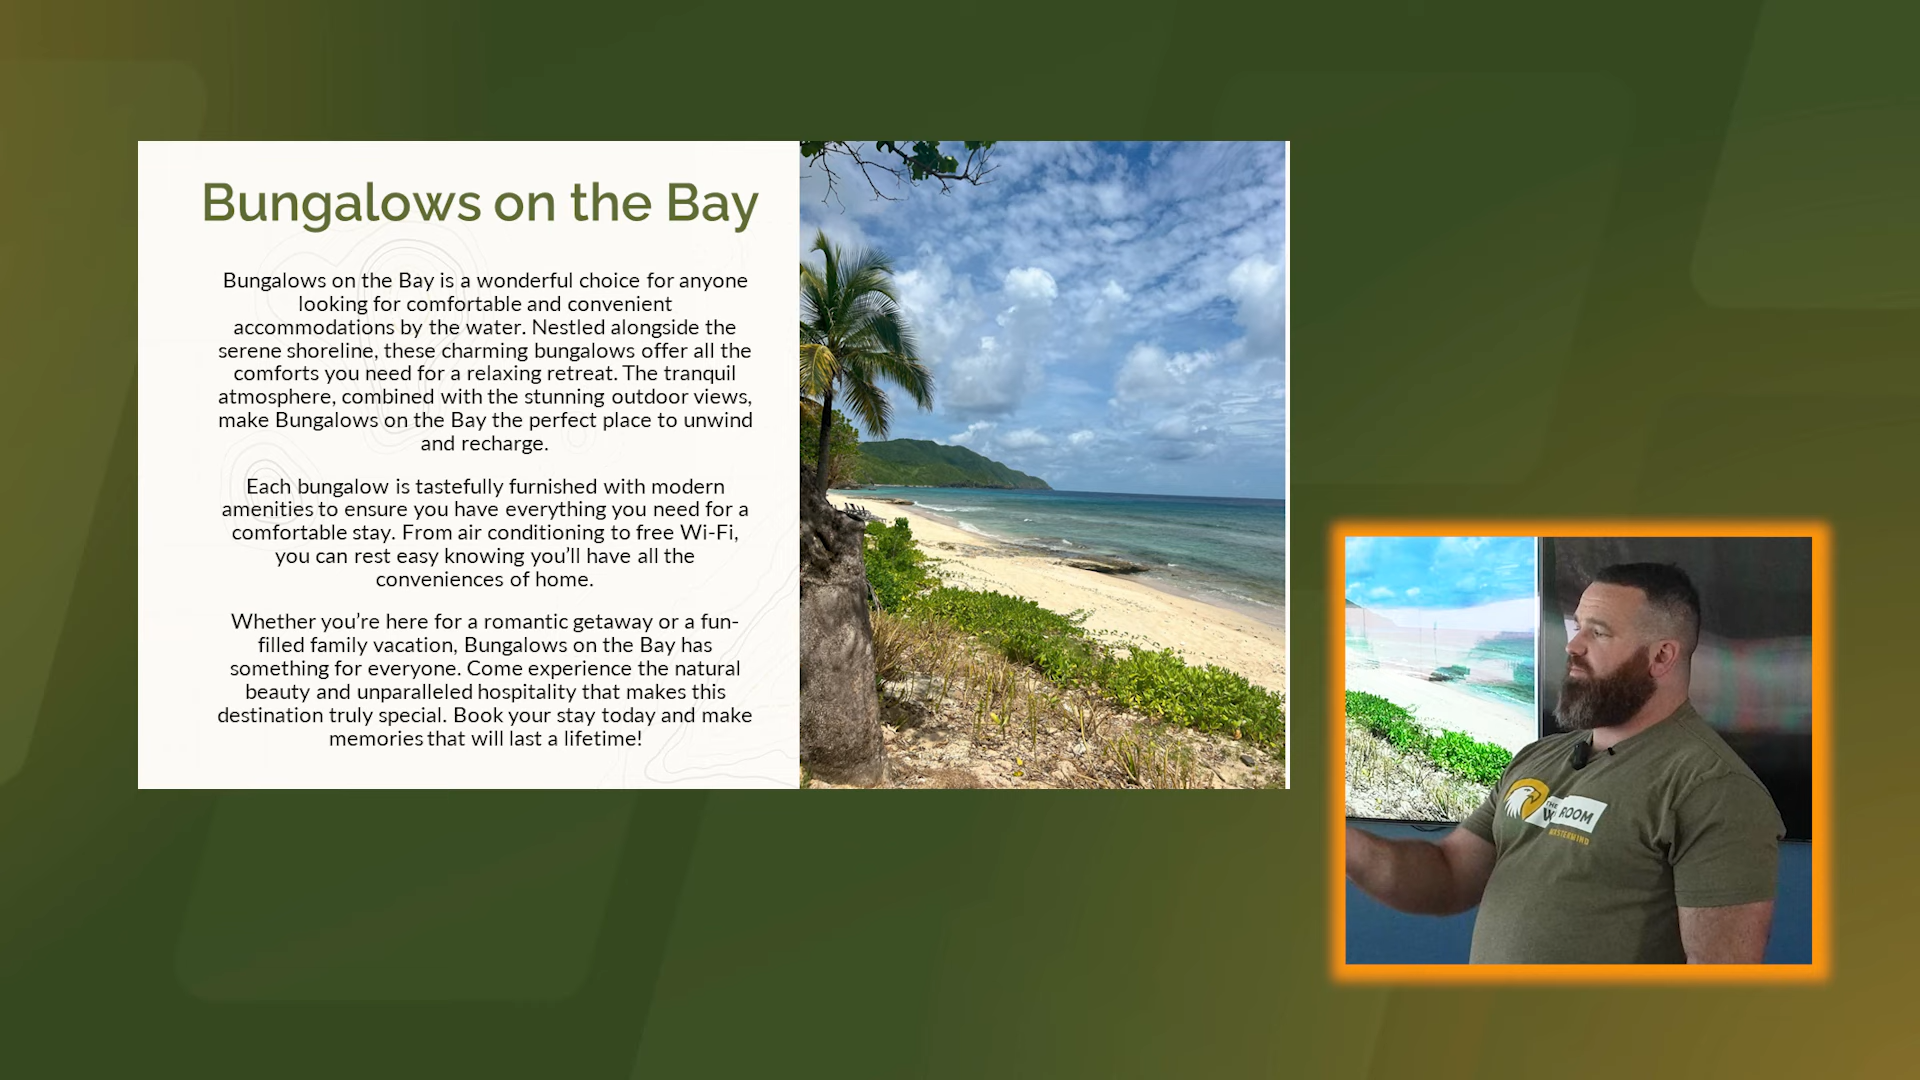 Bungalows on the Bay
Bungalows on the Bay is a wonderful choice for anyone
looking for comfortable and convenient
accommodations by the water. Nestled alongside the
serene shoreline, these charming bungalows offer all the
comforts you need for a relaxing retreat. The tranquil
atmosphere, combined with the stunning outdoor views,
make Bungalows on the Bay the perfect place to unwind
and recharge.
Each bungalow is tastefully furnished with modern
amenities to ensure you have everything you need for a
comfortable stay. From air conditioning to free Wi-Fi,
you can rest easy knowing you’ll have all the
conveniences of home.
Whether you’re here for a romantic getaway or a fun-
filled family vacation, Bungalows on the Bay has
something for everyone. Come experience the natural
beauty and unparalleled hospitality that makes this
destination truly special. Book your stay today and make
memories that will last a lifetime!
THE
ROOM
MASTERMIND